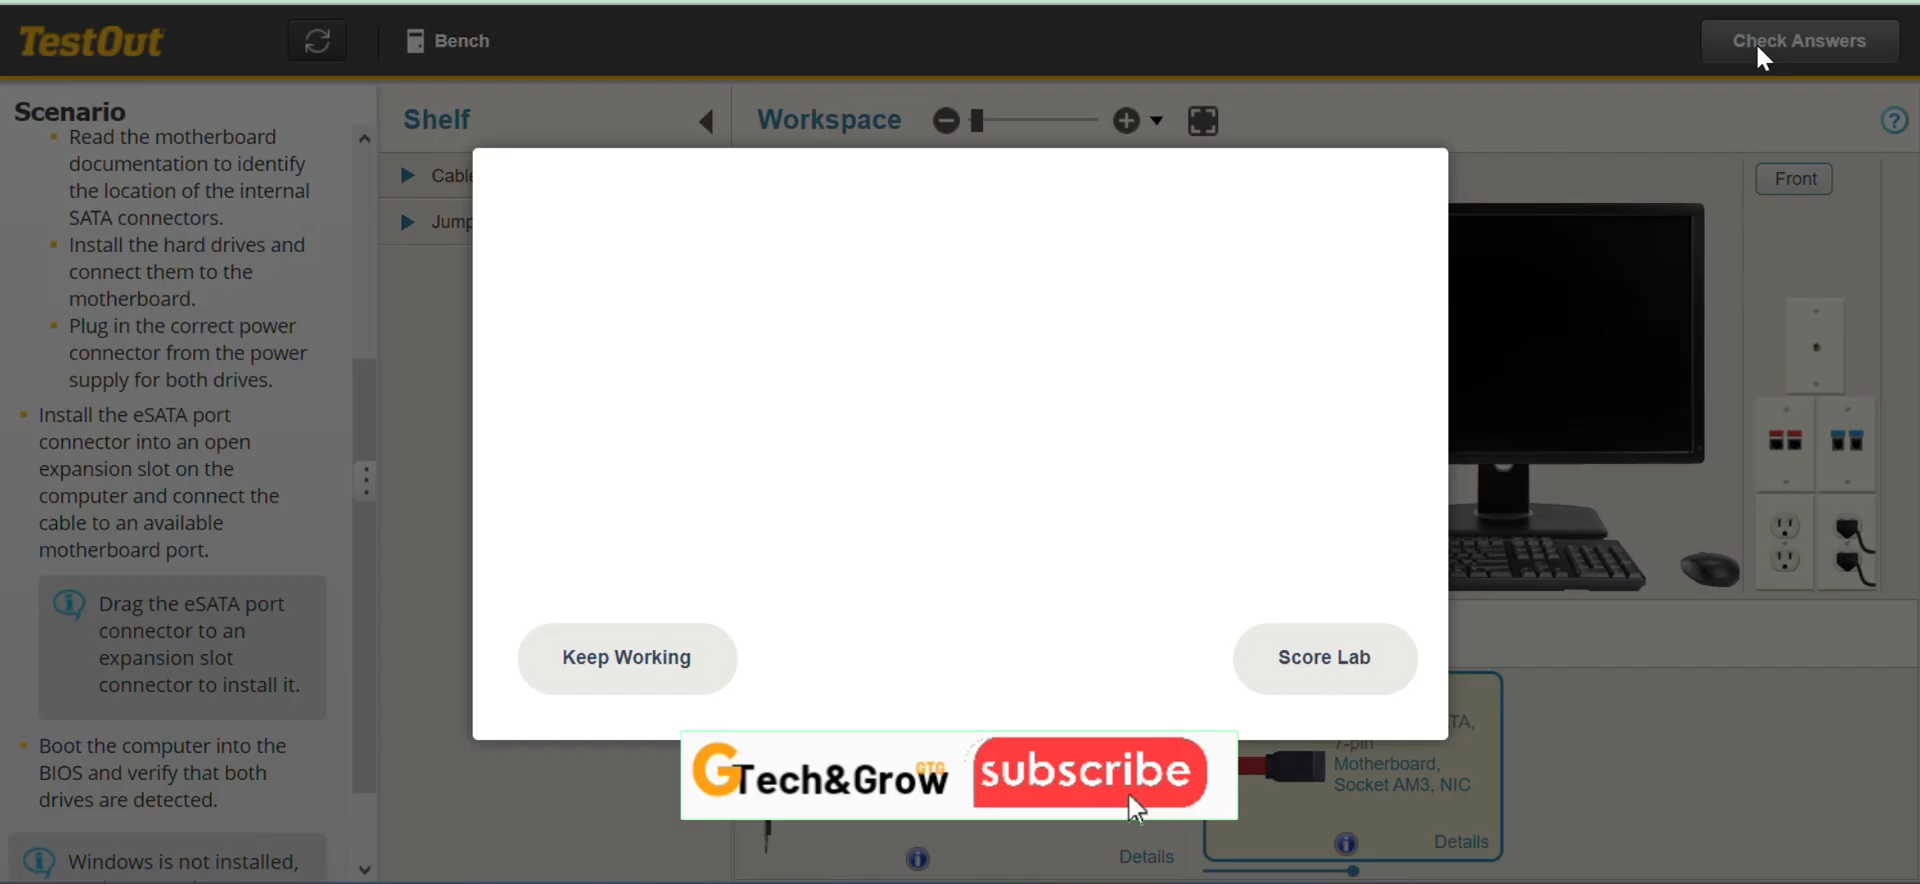 TestOut
Bench
Check Answers
Scenario
Read the motherboard
documentation to identify
the location of the internal
SATA connectors.
Install the hard drives and
connect them to the
motherboard.
Plug in the correct power
connector from the power
supply for both drives.
Install the eSATA port
connector into an open
expansion slot on the
computer and connect the
cable to an available
motherboard port.
Drag the eSATA port
connector to an
expansion slot
connector to install it.
Boot the computer into the
BIOS and verify that both
drives are detected.
Windows is not installed,
Shelf
Cable
Jump
Workspace
?
Front
Keep Working
Score Lab
GTech&Grow
GTG
subscribe
TA,
7-pin
Motherboard,
Socket AM3, NIC
Details
Details